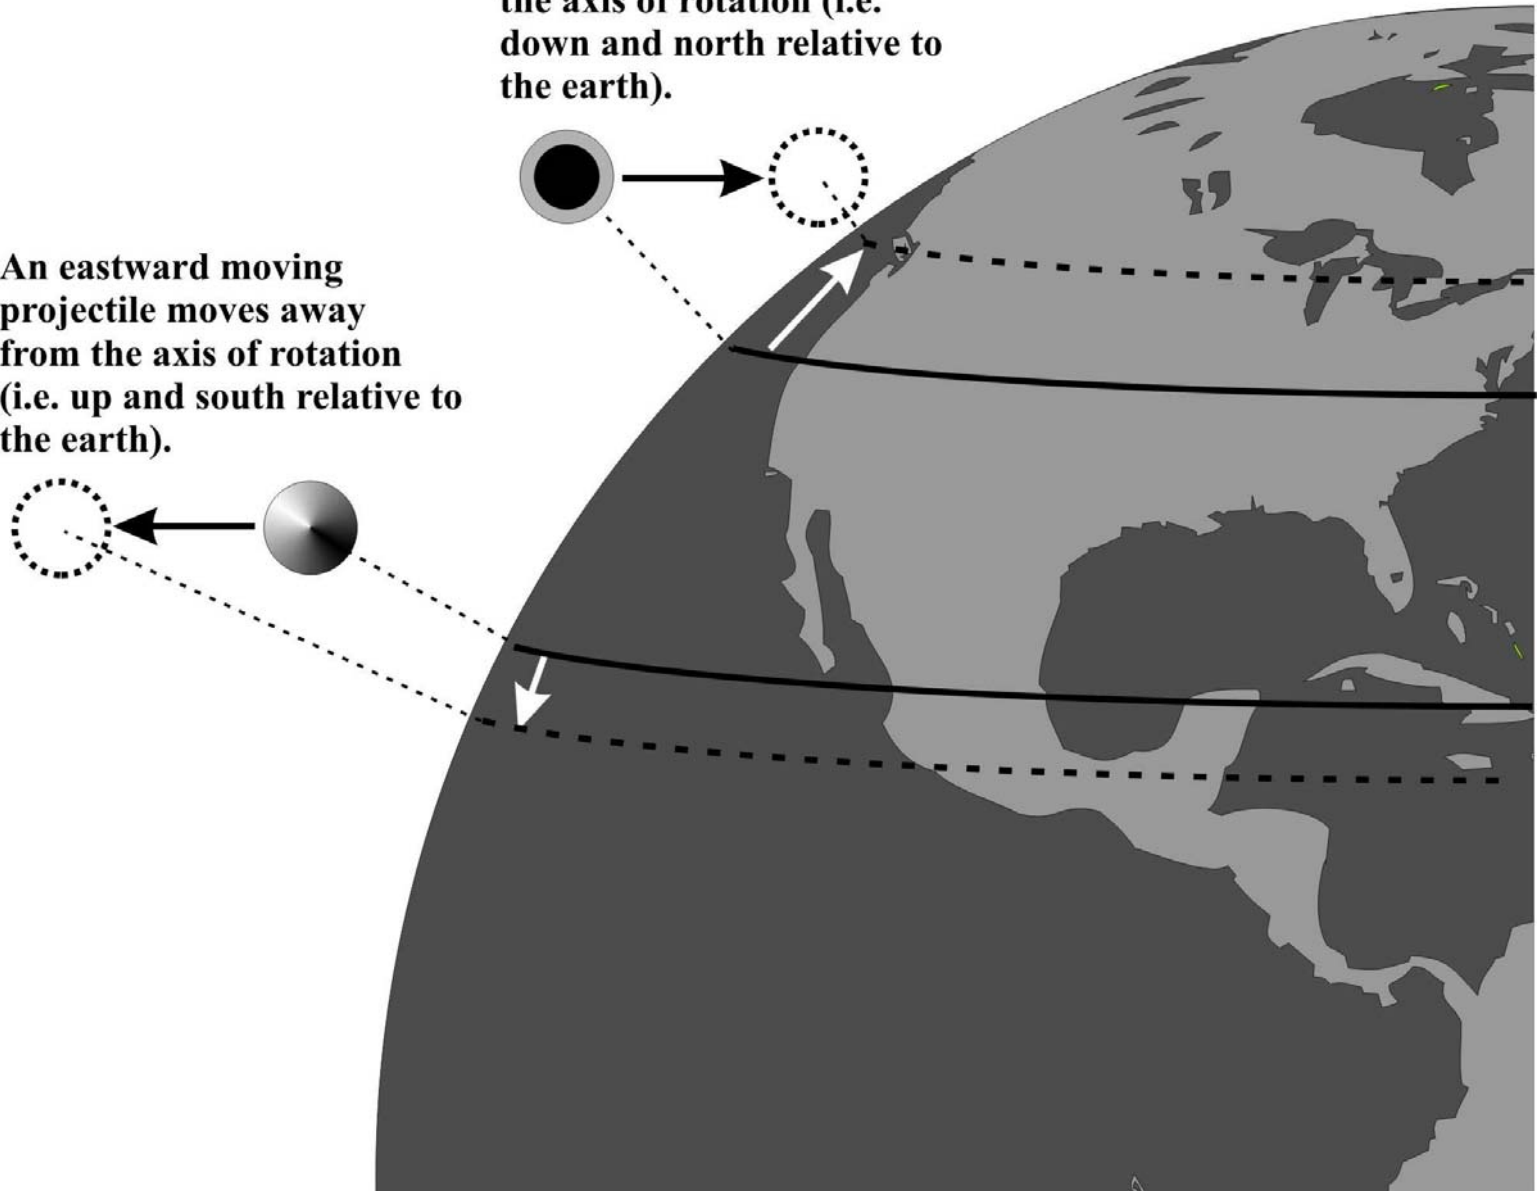 the axis of rotation (i.e.
down and north relative to
the earth).
An eastward moving
projectile moves away
from the axis of rotation
(i.e. up and south relative to
the earth).